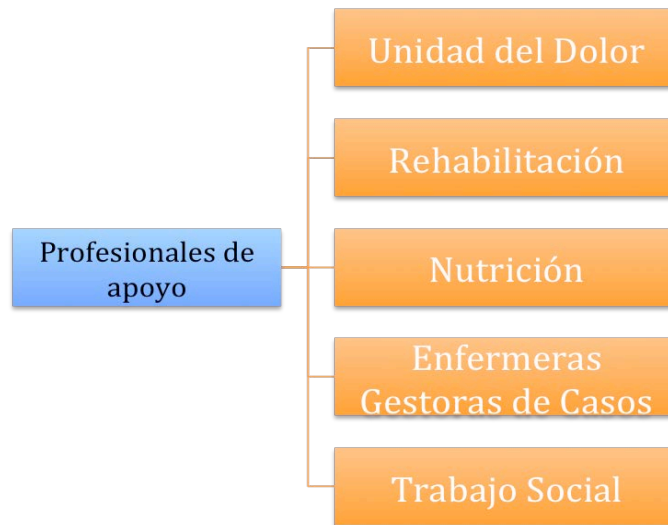 Unidad del Dolor
Rehabilitación
Profesionales de
apoyo
Nutrición
Enfermeras
Gestoras de Casos
Trabajo Social